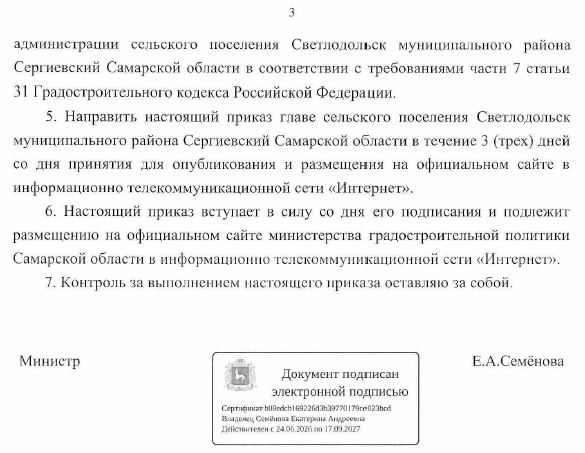 3
администрации сельского поселения Светлодольск муниципального района
Сергиевский Самарской области в соответствии с требованиями части 7 статьи
31 Градостроительного кодекса Российской Федерации.
5. Направить настоящий приказ главе сельского поселения Светлодольск
муниципального района Сергиевский Самарской области в течение 3 (трех) дней
со дня принятия для опубликования и размещения на официальном сайте в
информационно телекоммуникационной сети «Интернет».
6. Настоящий приказ вступает в силу со дня его подписания и подлежит
размещению на официальном сайте министерства градостроительной политики
Самарской области в информационно телекоммуникационной сети «Интернет».
7. Контроль за выполнением настоящего приказа оставляю за собой.
Министр
Е.А.Семёнова
Документ подписан
электронной подписью
Сертификат b00edcb169226d3b39770179ce023bcd
Владелец Семёнова Екатерина Андреевна
Действителен с 24.06.2026 по 17.09.2027